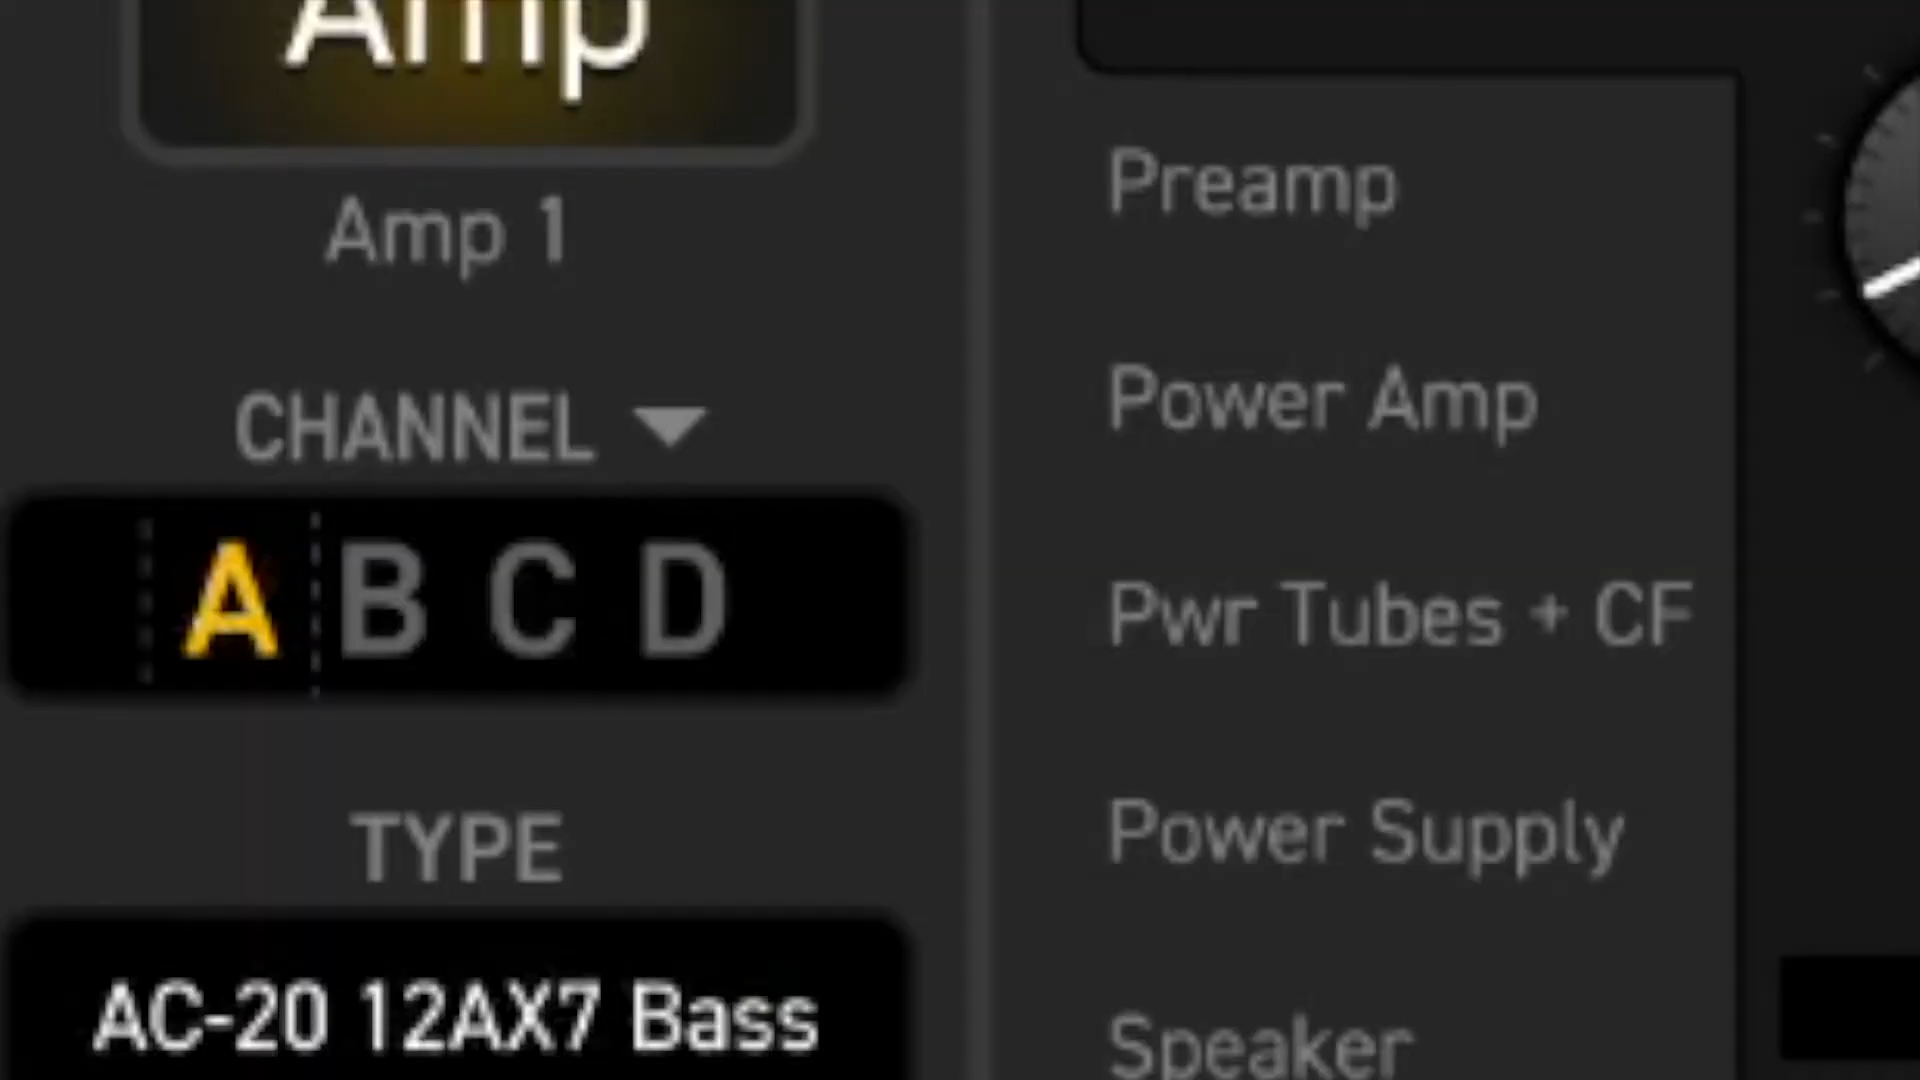 Amp
Amp 1
CHANNEL
A B C D
TYPE
AC-20 12AX7 Bass
Preamp
Power Amp
Pwr Tubes + CF
Power Supply
Speaker